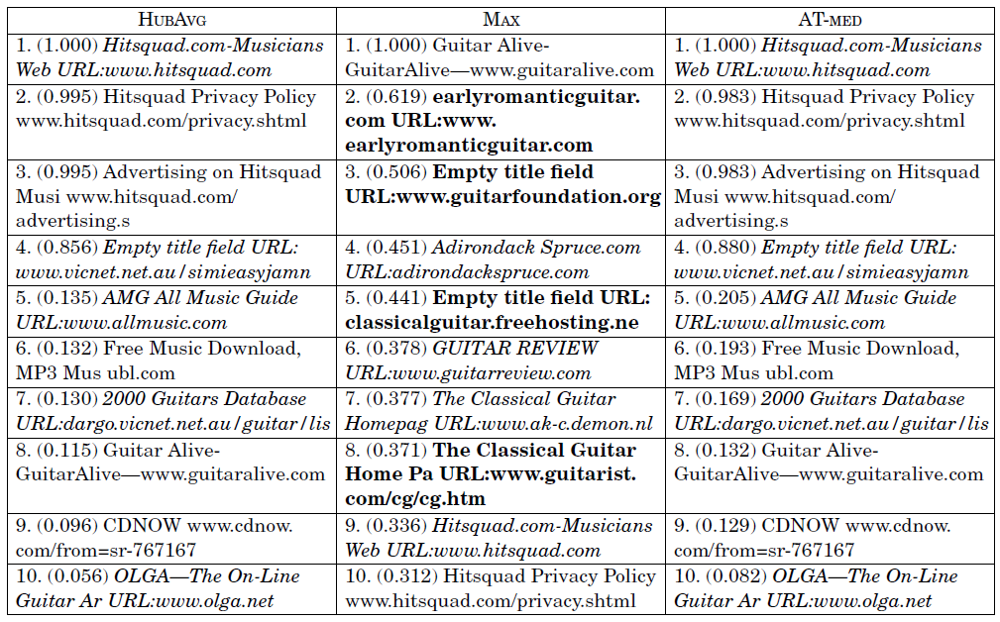 HUBAVG MAX AT-MED
1. (1.000) Hitsquad.com-Musicians
Web URL:www.hitsquad.com
1. (1.000) Guitar Alive-
GuitarAlive—www.guitaralive.com
1. (1.000) Hitsquad.com-Musicians
Web URL:www.hitsquad.com
2. (0.995) Hitsquad Privacy Policy
www.hitsquad.com/privacy.shtml
2. (0.619) earlyromanticguitar.
com URL:www.
earlyromanticguitar.com
2. (0.983) Hitsquad Privacy Policy
www.hitsquad.com/privacy.shtml
3. (0.995) Advertising on Hitsquad
Musi www.hitsquad.com/
advertising.s
3. (0.506) Empty title field
URL:www.guitarfoundation.org
3. (0.983) Advertising on Hitsquad
Musi www.hitsquad.com/
advertising.s
4. (0.856) Empty title field URL:
www.vicnet.net.au/simieasyjamn
4. (0.451) Adirondack Spruce.com
URL:adirondackspruce.com
4. (0.880) Empty title field URL:
www.vicnet.net.au/simieasyjamn
5. (0.135) AMG All Music Guide
URL:www.allmusic.com
5. (0.441) Empty title field URL:
classicalguitar.freehosting.ne
5. (0.205) AMG All Music Guide
URL:www.allmusic.com
6. (0.132) Free Music Download,
MP3 Mus ubl.com
6. (0.378) GUITAR REVIEW
URL:www.guitarreview.com
6. (0.193) Free Music Download,
MP3 Mus ubl.com
7. (0.130) 2000 Guitars Database
URL:dargo.vicnet.net.au/guitar/lis
7. (0.377) The Classical Guitar
Homepag URL:www.ak-c.demon.nl
7. (0.169) 2000 Guitars Database
URL:dargo.vicnet.net.au/guitar/lis
8. (0.115) Guitar Alive-
GuitarAlive—www.guitaralive.com
8. (0.371) The Classical Guitar
Home Pa URL:www.guitarist.
com/cg/cg.htm
8. (0.132) Guitar Alive-
GuitarAlive—www.guitaralive.com
9. (0.096) CDNOW www.cdnow.
com/from=sr-767167
9. (0.336) Hitsquad.com-Musicians
Web URL:www.hitsquad.com
9. (0.129) CDNOW www.cdnow.
com/from=sr-767167
10. (0.056) OLGA—The On-Line
Guitar Ar URL:www.olga.net
10. (0.312) Hitsquad Privacy Policy
www.hitsquad.com/privacy.shtml
10. (0.082) OLGA—The On-Line
Guitar Ar URL:www.olga.net